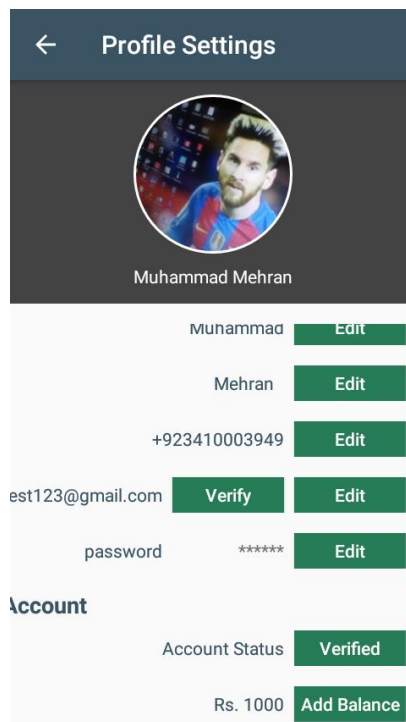 Profile Settings
Muhammad Mehran
Muhammad Edit
Mehran Edit
+923410003949 Edit
est123@gmail.com Verify Edit
password ****** Edit
Account
Account Status Verified
Rs. 1000 Add Balance